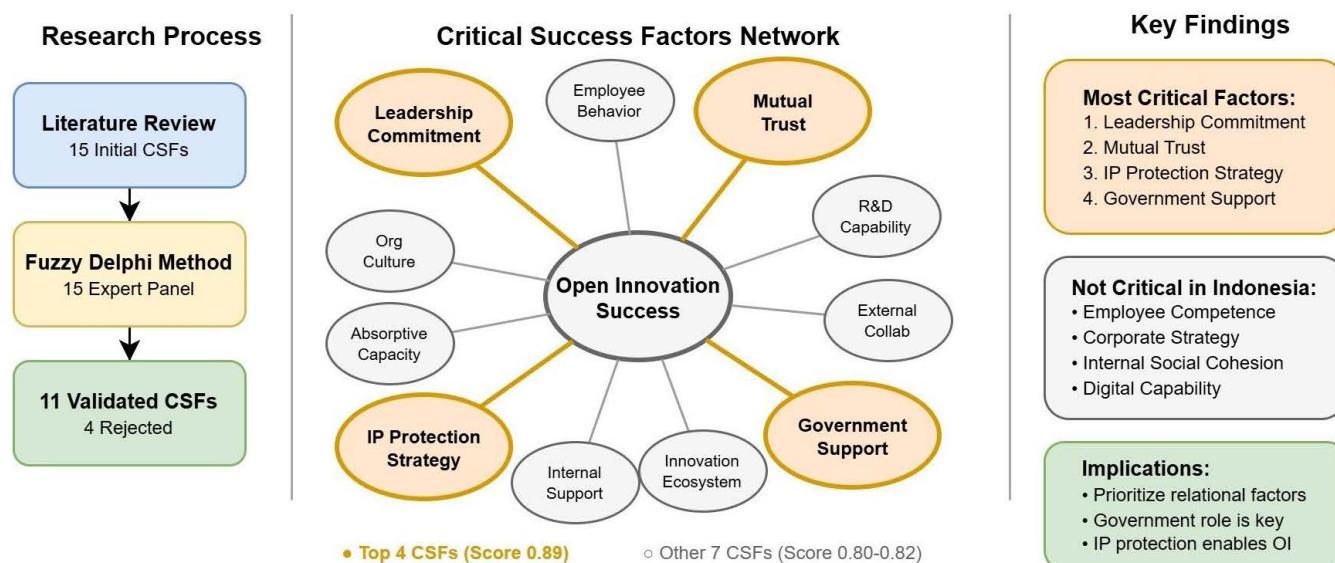 Research Process
Literature Review
15 Initial CSFs
Fuzzy Delphi Method
15 Expert Panel
11 Validated CSFs
4 Rejected
Critical Success Factors Network
Leadership
Commitment
Employee
Behavior
Mutual
Trust
Org
Culture
R&D
Capability
Open Innovation
Success
Absorptive
Capacity
External
Collab
IP Protection
Strategy
Internal
Support
Innovation
Ecosystem
Government
Support
● Top 4 CSFs (Score 0.89)
○ Other 7 CSFs (Score 0.80-0.82)
Key Findings
Most Critical Factors:
1. Leadership Commitment
2. Mutual Trust
3. IP Protection Strategy
4. Government Support
Not Critical in Indonesia:
• Employee Competence
• Corporate Strategy
• Internal Social Cohesion
• Digital Capability
Implications:
• Prioritize relational factors
• Government role is key
• IP protection enables OI